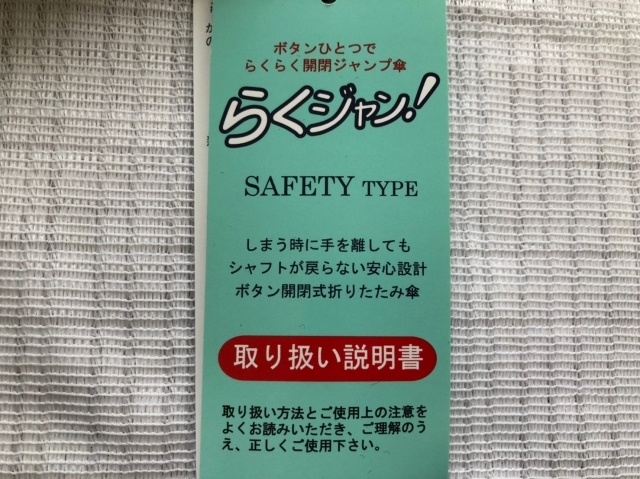 ボタンひとつで
らくらく開閉ジャンプ傘
らくジャン!
SAFETY TYPE
しまう時に手を離しても
シャフトが戻らない安心設計
ボタン開閉式折りたたみ傘
取り扱い説明書
取り扱い方法とご使用上の注意を
よくお読みいただき、ご理解のう
え、正しくご使用下さい。